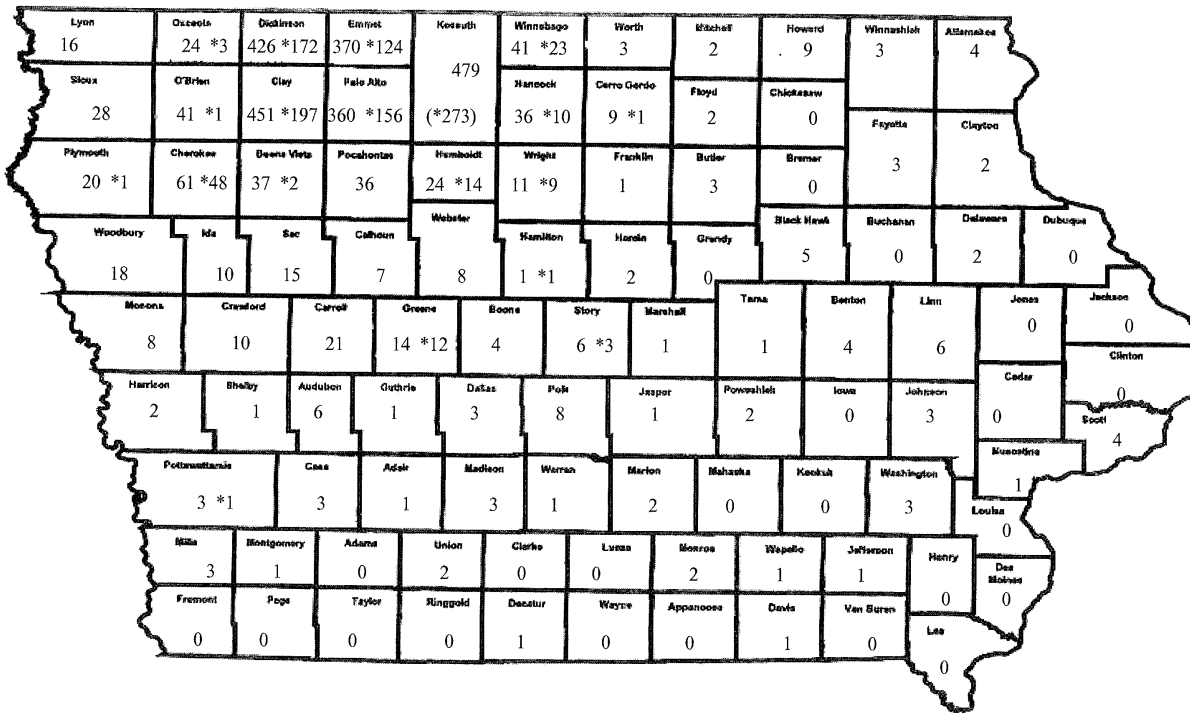 Lyon Osceola Dickinson Emmet Kossuth Winnebago Worth Mitchell Howard Winneshiek Allamakee
16 24 *3 426 *172 370 *124 479 41 *23 3 2 . 9 3 4
Sioux O'Brien Clay Palo Alto Hancock Cerro Gordo Floyd Chickasaw
28 41 *1 451 *197 360 *156 (*273) 36 *10 9 *1 2 0
Fayette Clayton
3 2
Plymouth Cherokee Buena Vista Pocahontas Humboldt Wright Franklin Butler Bremer
20 *1 61 *48 37 *2 36 24 *14 11 *9 1 3 0
Woodbury Ida Sac Calhoun Webster Hamilton Hardin Grundy Black Hawk Buchanan Delaware Dubuque
18 10 15 7 8 1 *1 2 0 5 0 2 0
Monona Crawford Carroll Greene Boone Story Marshall Tama Benton Linn Jones Jackson
8 10 21 14 *12 4 6 *3 1 1 4 6 0 0
Clinton
0
Harrison Shelby Audubon Guthrie Dallas Polk Jasper Poweshiek Iowa Johnson Cedar Scott
2 1 6 1 3 8 1 2 0 3 0 4
Pottawattamie Cass Adair Madison Warren Marion Mahaska Keokuk Washington Muscatine
3 *1 3 1 3 1 2 0 0 3 1
Louisa
0
Mills Montgomery Adams Union Clarke Lucas Monroe Wapello Jefferson Henry Des Moines
3 1 0 2 0 0 2 1 1 0 0
Fremont Page Taylor Ringgold Decatur Wayne Appanoose Davis Van Buren Lee
0 0 0 0 1 0 0 1 0 0